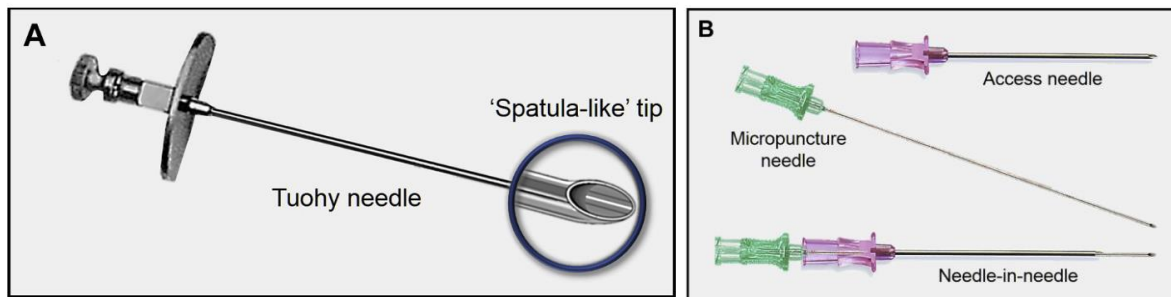 A
'Spatula-like' tip
Tuohy needle
B
Access needle
Micropuncture
needle
Needle-in-needle